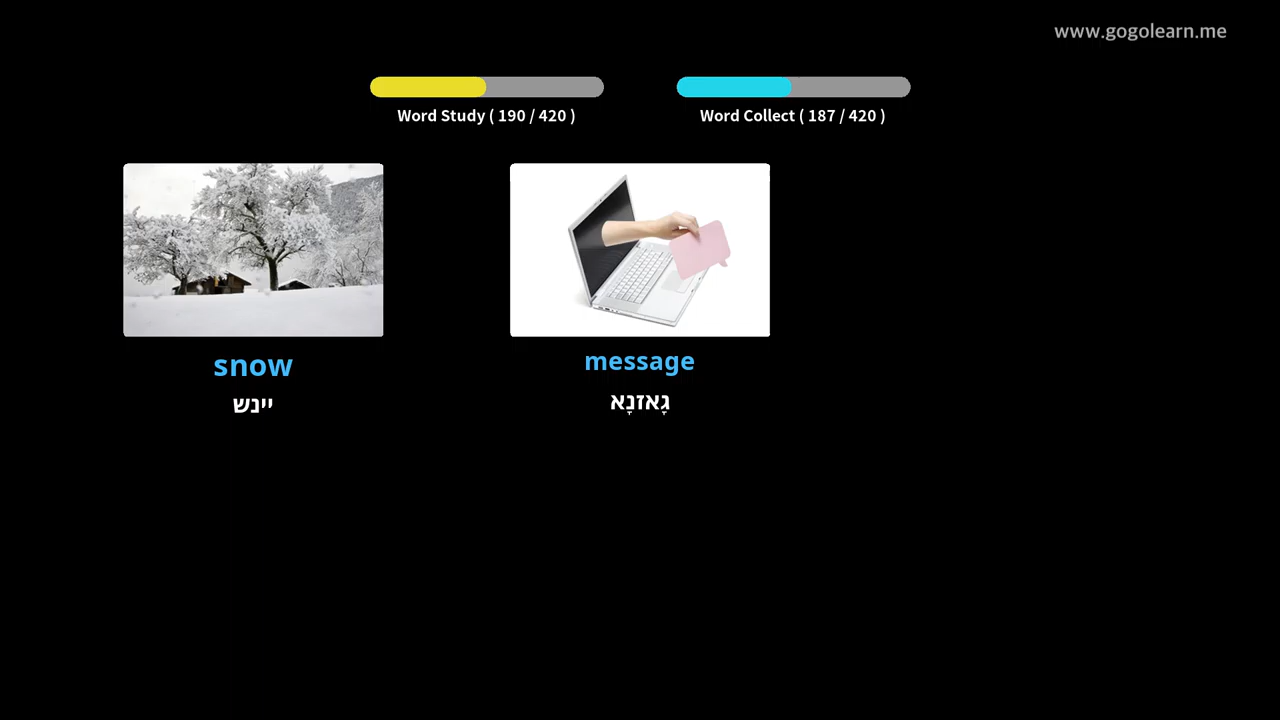 www.gogolearn.me
Word Study ( 190 / 420 )
Word Collect ( 187 / 420 )
snow
יינש
message
גָאזנָא